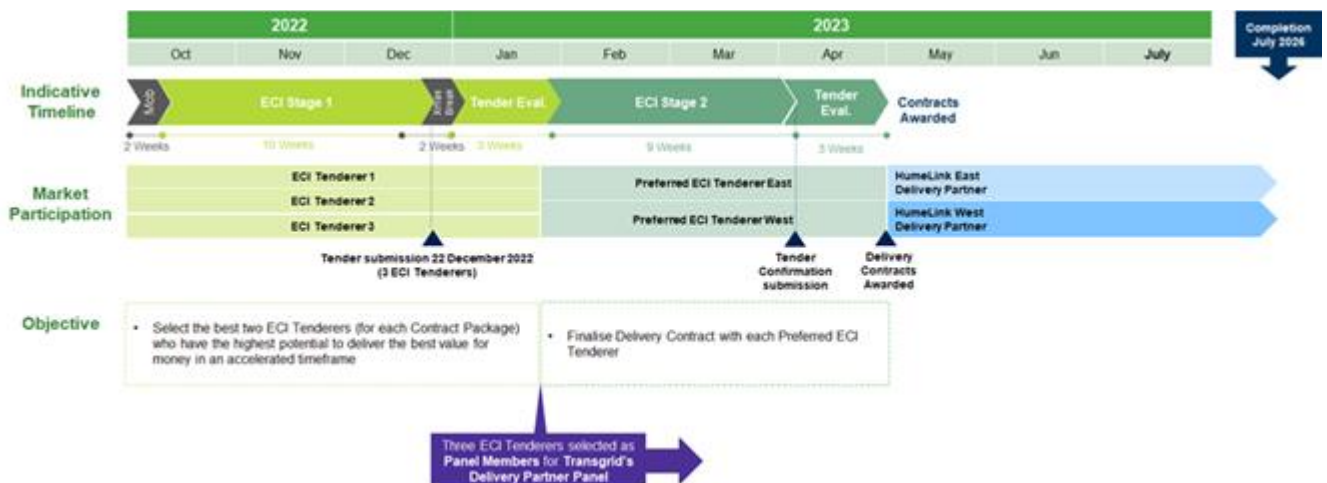 2022
2023
Completion
July 2026
Oct
Nov
Dec
Jan
Feb
Mar
Apr
May
Jun
July
Indicative
Timeline
Mob
ECI Stage 1
Xmas
Break
Tender Eval.
ECI Stage 2
Tender
Eval.
Contracts
Awarded
2 Weeks
10 Weeks
2 Weeks
3 Weeks
9 Weeks
3 Weeks
Market
Participation
ECI Tenderer 1
ECI Tenderer 2
ECI Tenderer 3
Preferred ECI Tenderer East
Preferred ECI Tenderer West
HumeLink East
Delivery Partner
HumeLink West
Delivery Partner
Tender submission 22 December 2022
(3 ECI Tenderers)
Tender
Confirmation
submission
Delivery
Contracts
Awarded
Objective
• Select the best two ECI Tenderers (for each Contract Package)
who have the highest potential to deliver the best value for
money in an accelerated timeframe
• Finalise Delivery Contract with each Preferred ECI
Tenderer
Three ECI Tenderers selected as
Panel Members for Transgrid's
Delivery Partner Panel